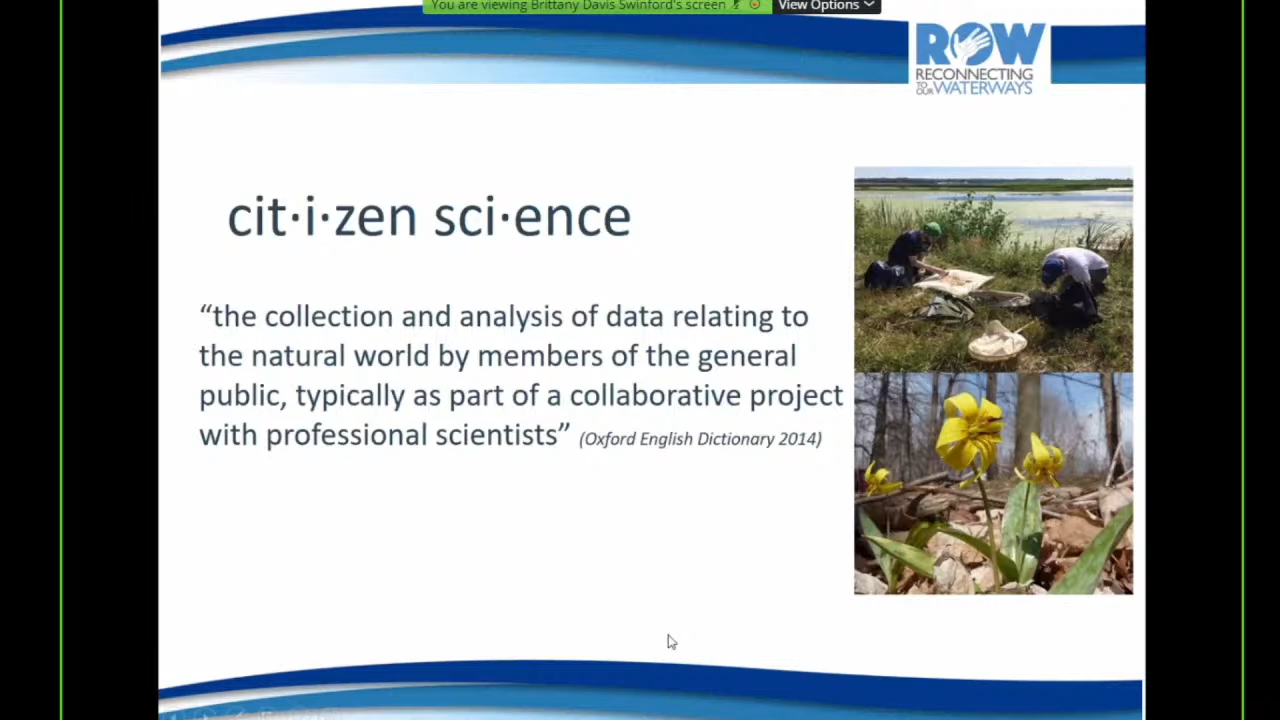 You are viewing Brittany Davis Swinford's screen
View Options
ROW
RECONNECTING
TO OUR WATERWAYS
cit·i·zen sci·ence
“the collection and analysis of data relating to
the natural world by members of the general
public, typically as part of a collaborative project
with professional scientists” (Oxford English Dictionary 2014)